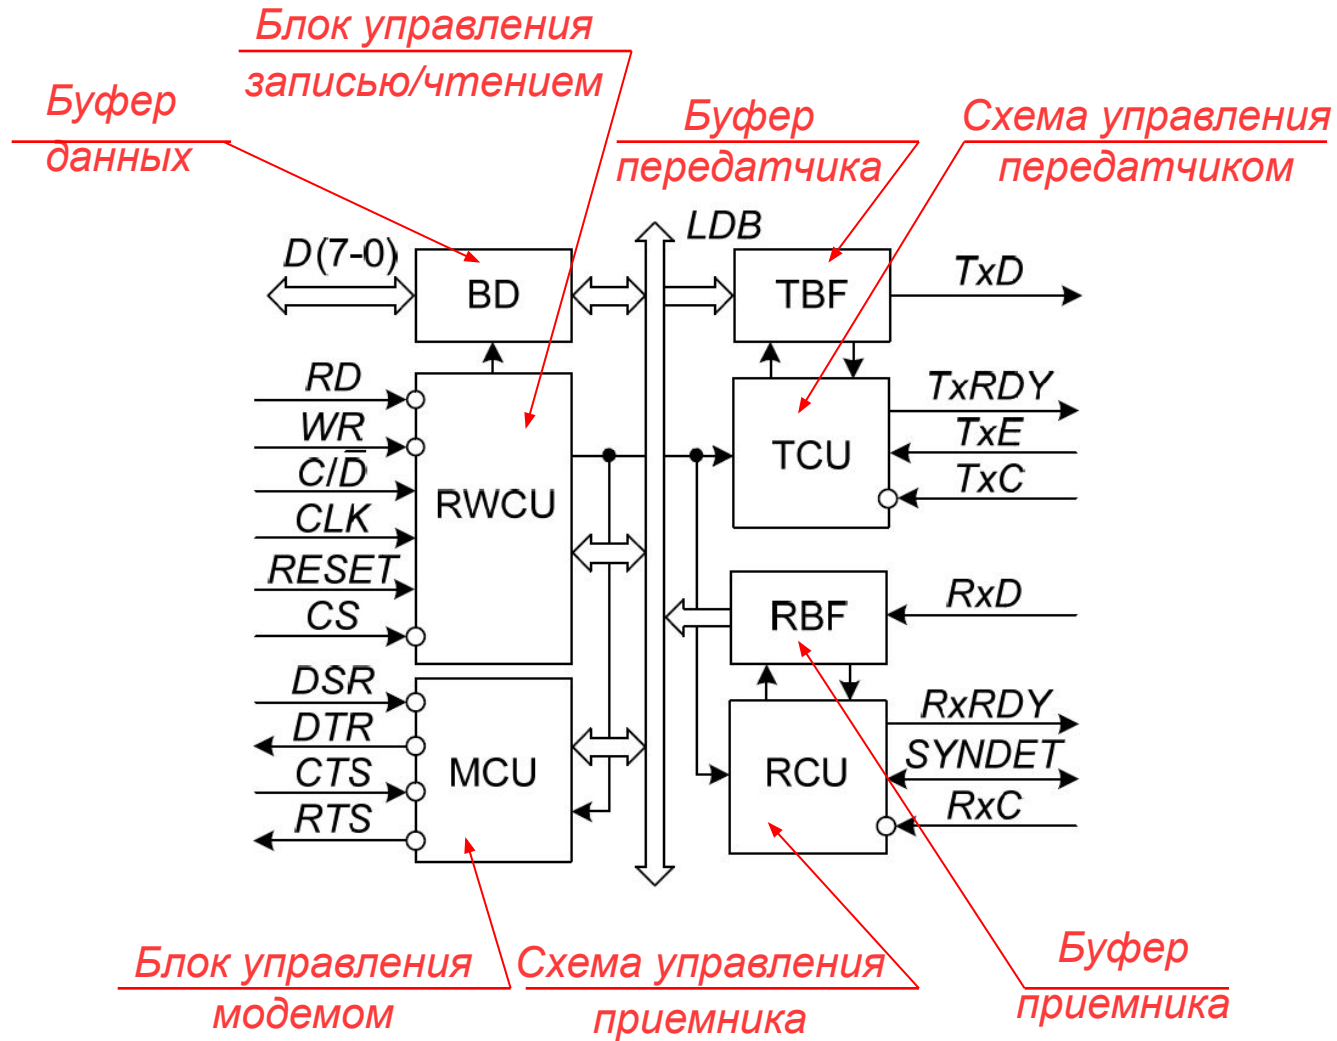 Блок управления
записью/чтением
Буфер
данных
Буфер
передатчика
Схема управления
передатчиком
LDB
D(7-0)
BD
TBF
TxD
RD
WR
C/D̅
CLK
RESET
CS
RWCU
TCU
TxRDY
TxE
TxC
RBF
RxD
DSR
DTR
CTS
RTS
MCU
RCU
RxRDY
SYNDET
RxC
Блок управления
модемом
Схема управления
приемника
Буфер
приемника